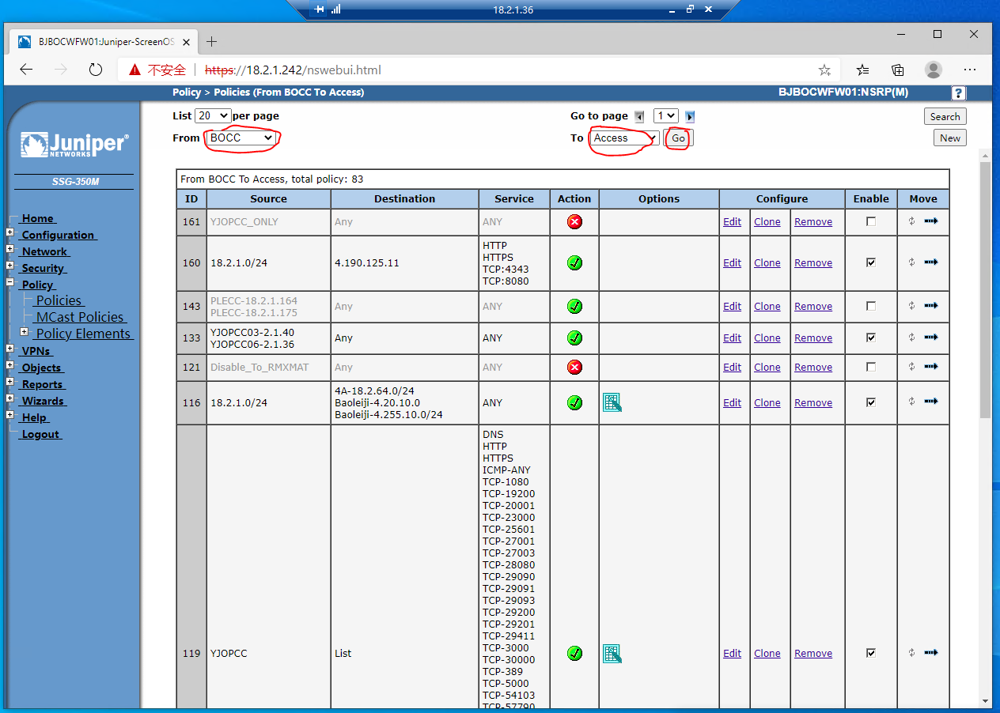 18.2.1.36
BJBOCWFW01:Juniper-ScreenOS
不安全 https://18.2.1.242/nswebui.html
Policy > Policies (From BOCC To Access)
BJBOCWFW01:NSRP(M)
?
Juniper
NETWORKS
SSG-350M
Home
Configuration
Network
Security
Policy
Policies
MCast Policies
Policy Elements
VPNs
Objects
Reports
Wizards
Help
Logout
List 20 per page
Go to page 1
Search
From BOCC
To Access Go
New
From BOCC To Access, total policy: 83
ID Source Destination Service Action Options Configure Enable Move
161 YJOPCC_ONLY Any ANY Edit Clone Remove
160 18.2.1.0/24 4.190.125.11
HTTP
HTTPS
TCP:4343
TCP:8080
Edit Clone Remove
143
PLECC-18.2.1.164
PLECC-18.2.1.175
Any ANY Edit Clone Remove
133
YJOPCC03-2.1.40
YJOPCC06-2.1.36
Any ANY Edit Clone Remove
121 Disable_To_RMXMAT Any ANY Edit Clone Remove
116 18.2.1.0/24
4A-18.2.64.0/24
Baoleiji-4.20.10.0
Baoleiji-4.255.10.0/24
ANY Edit Clone Remove
119 YJOPCC List
DNS
HTTP
HTTPS
ICMP-ANY
TCP-1080
TCP-19200
TCP-20001
TCP-23000
TCP-25601
TCP-27001
TCP-27003
TCP-28080
TCP-29090
TCP-29091
TCP-29093
TCP-29200
TCP-29201
TCP-29411
TCP-3000
TCP-30000
TCP-389
TCP-5000
TCP-54103
TCP-57790
Edit Clone Remove